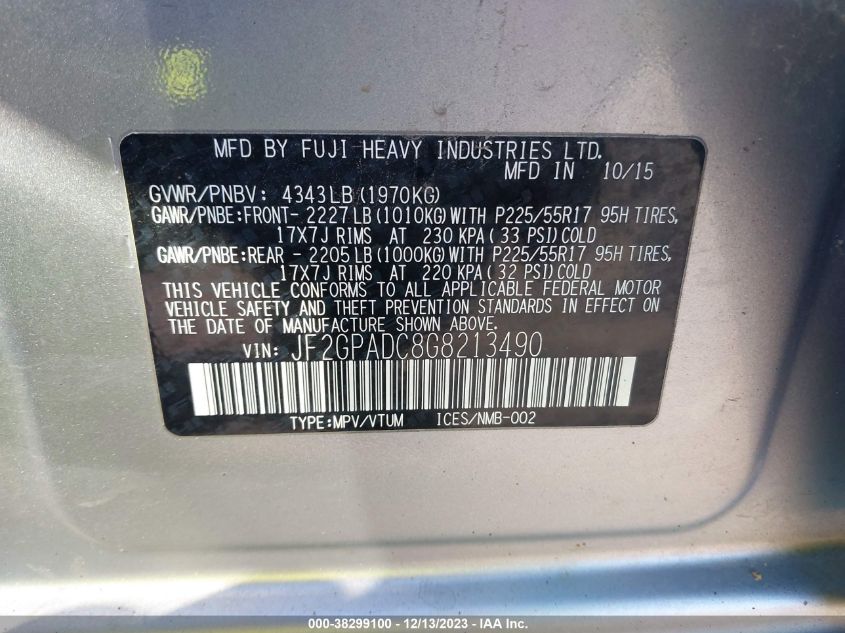 MFD BY FUJI HEAVY INDUSTRIES LTD.
MFD IN 10/15
GVWR/PNBV: 4343LB(1970KG)
GAWR/PNBE:FRONT- 2227LB(1010KG)WITH P225/55R17 95H TIRES,
17X7J RIMS AT 230 KPA(33 PSI)COLD
GAWR/PNBE:REAR - 2205LB(1000KG)WITH P225/55R17 95H TIRES,
17X7J RIMS AT 220 KPA(32 PSI)COLD
THIS VEHICLE CONFORMS TO ALL APPLICABLE FEDERAL MOTOR
VEHICLE SAFETY AND THEFT PREVENTION STANDARDS IN EFFECT ON
THE DATE OF MANUFACTURE SHOWN ABOVE.
VIN: JF2GPADC8G8213490
TYPE:MPV/VTUM ICES/NMB-002
000-38299100 - 12/13/2023 - IAA Inc.